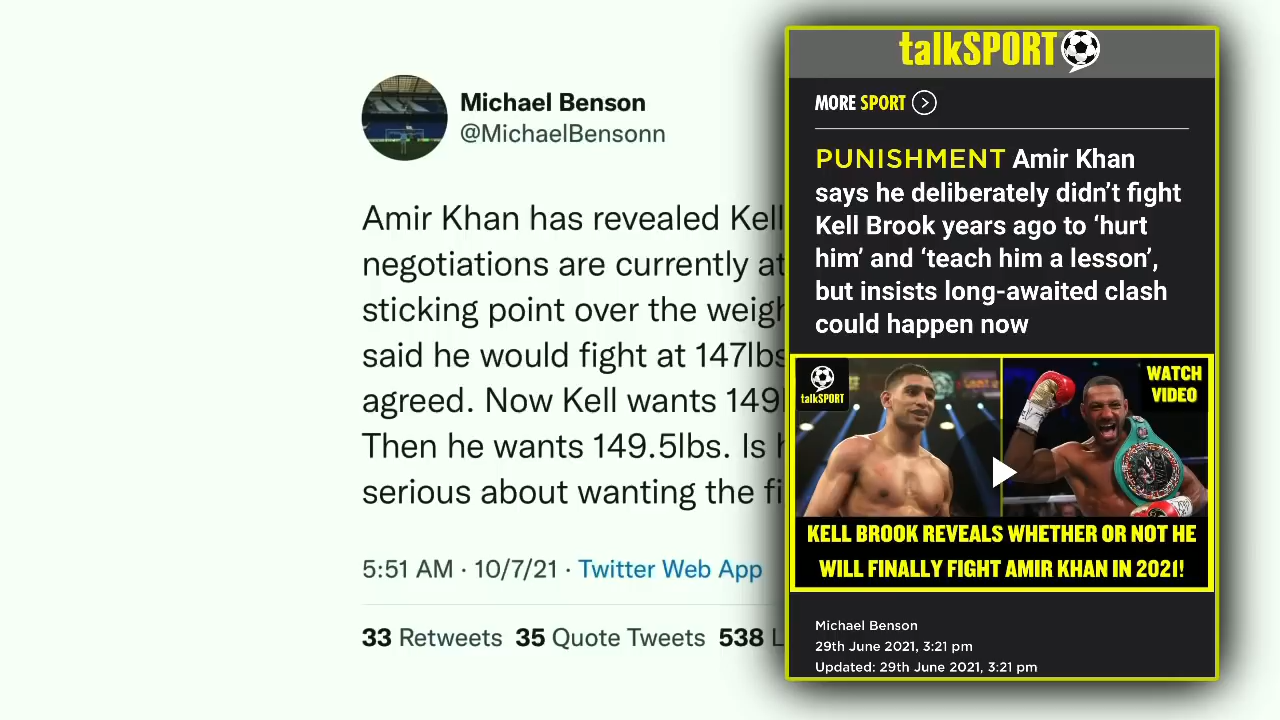 Michael Benson
@MichaelBensonn
Amir Khan has revealed Kell
negotiations are currently at
sticking point over the
said he would fight at 147lbs
agreed. Now Kell wants
Then he wants 149.5lbs. Is
serious about wanting the
5:51 AM · 10/7/21 · Twitter Web App
33 Retweets 35 Quote Tweets 538
talkSPORT
MORE SPORT
PUNISHMENT Amir Khan
says he deliberately didn't fight
Kell Brook years ago to 'hurt
him' and 'teach him a lesson',
but insists long-awaited clash
could happen now
talkSPORT
WATCH
VIDEO
KELL BROOK REVEALS WHETHER OR NOT HE
WILL FINALLY FIGHT AMIR KHAN IN 2021!
Michael Benson
29th June 2021, 3:21 pm
Updated: 29th June 2021, 3:21 pm